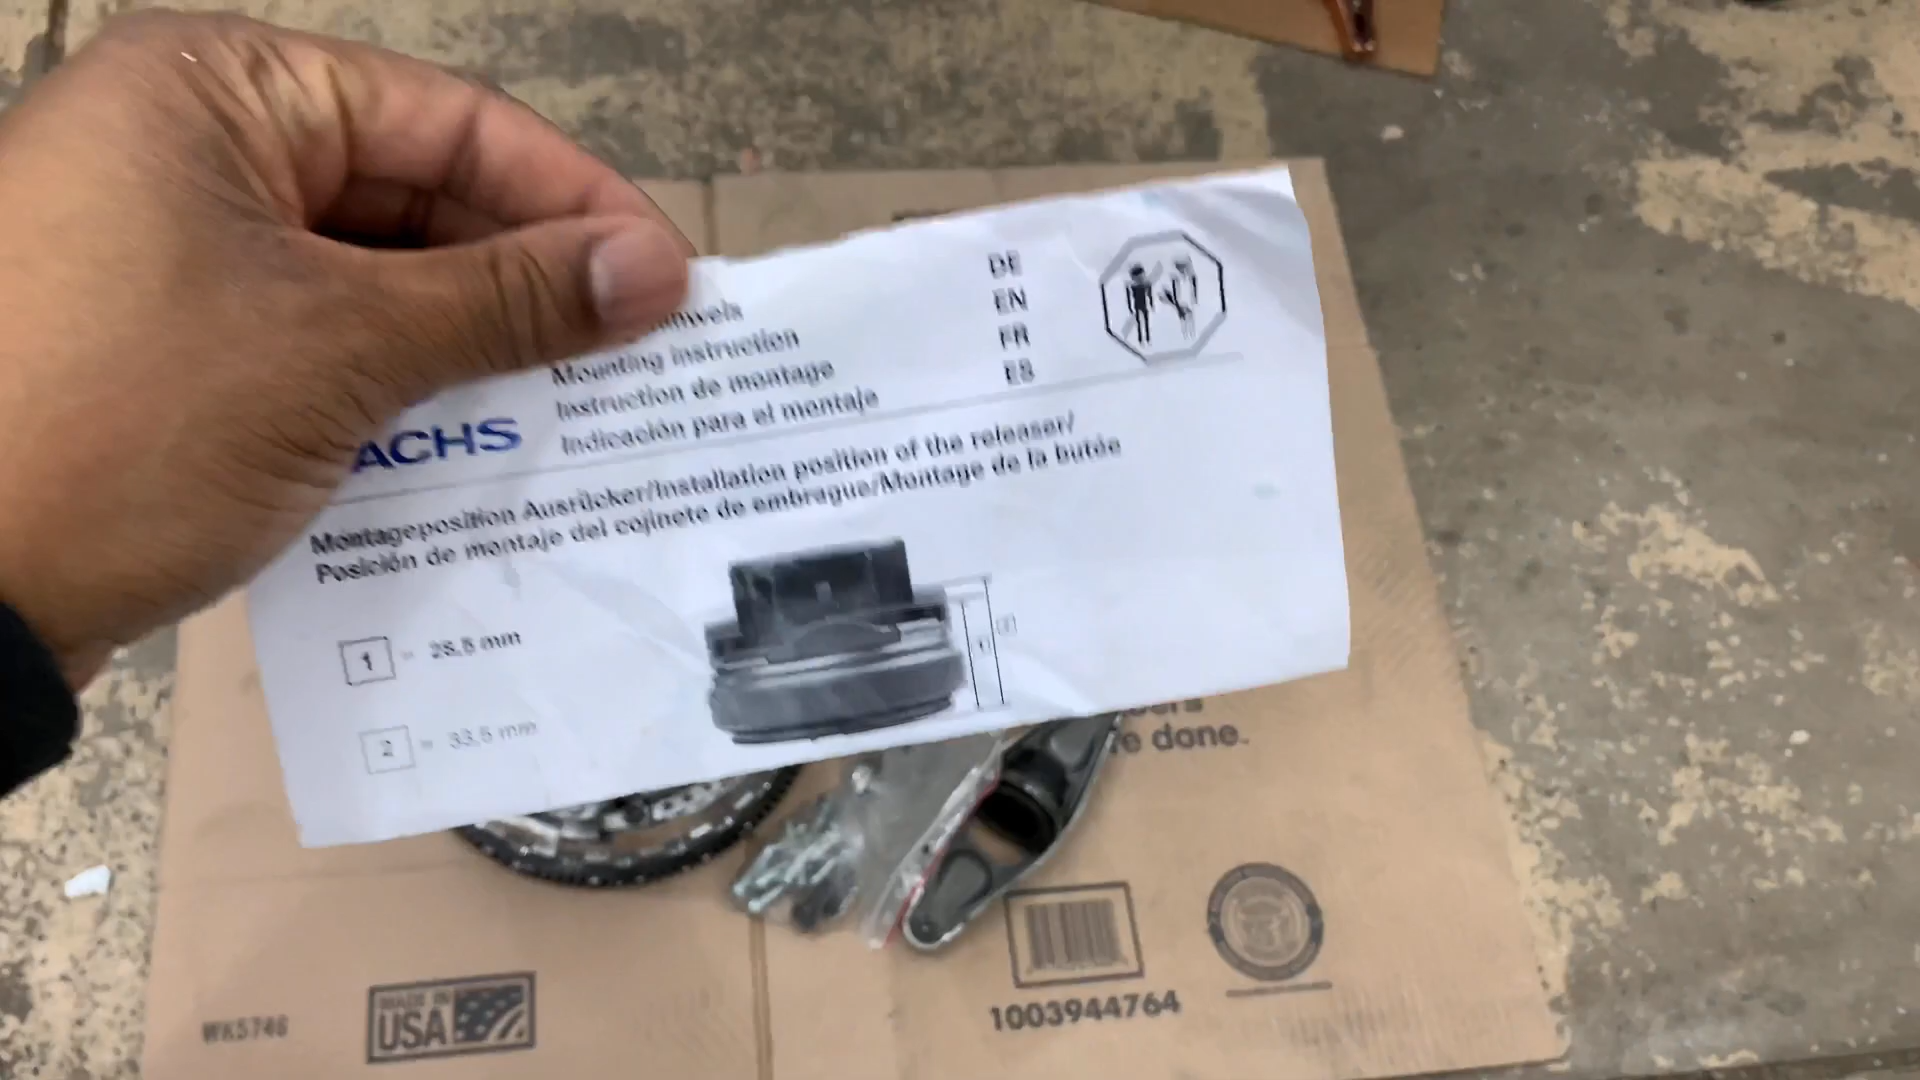 DE
Mounting instruction EN
Instruction de montage FR
Indicación para el montaje ES
ACHS
Montageposition Ausrücker/Installation position of the releaser/
Posición de montaje del cojinete de embrague/Montage de la butée
1 = 28,5 mm
2 = 33,5 mm
done.
WK5746
MADE IN
USA
1003944764